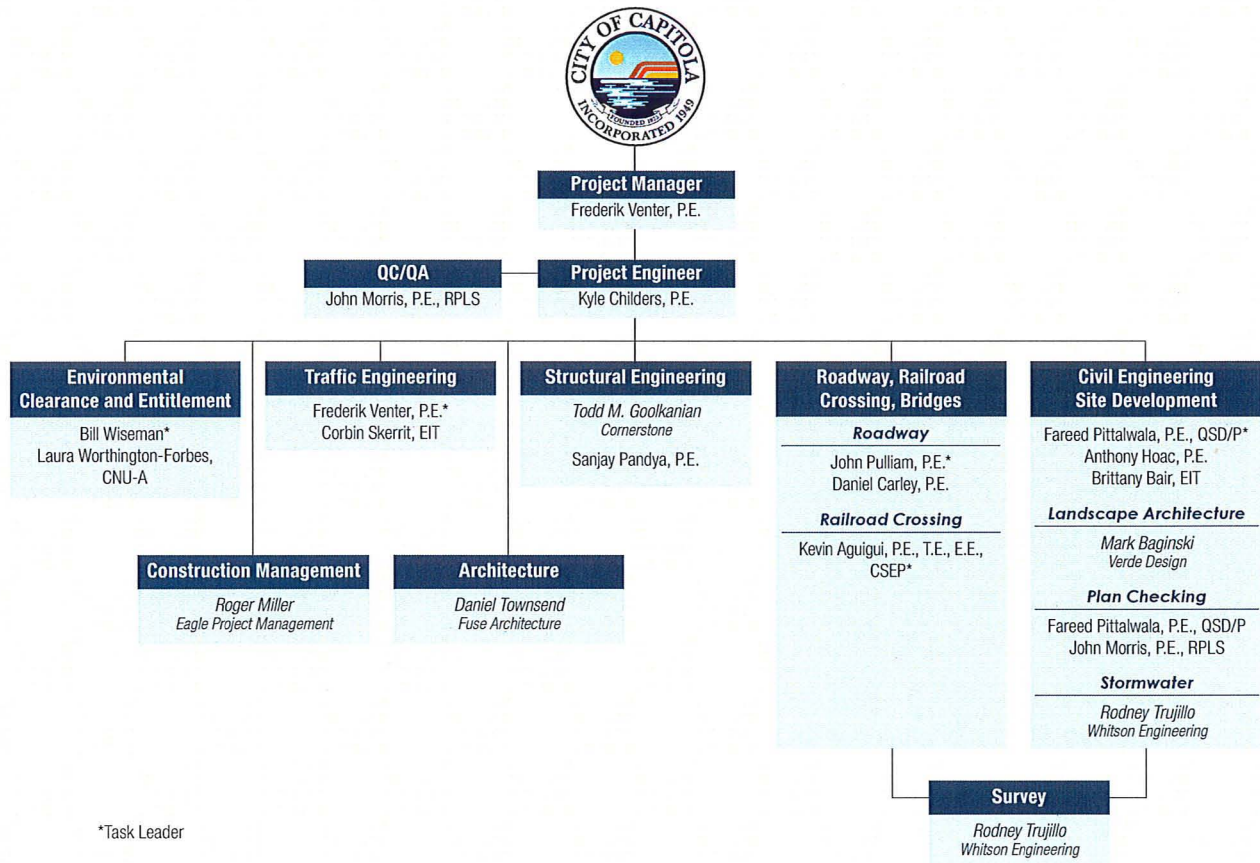 CITY OF CAPITOLA
INCORPORATED 1949
Project Manager
Frederik Venter, P.E.
QC/QA
John Morris, P.E., RPLS
Project Engineer
Kyle Childers, P.E.
Environmental
Clearance and Entitlement
Bill Wiseman*
Laura Worthington-Forbes,
CNU-A
Traffic Engineering
Frederik Venter, P.E.*
Corbin Skerrit, EIT
Structural Engineering
Todd M. Goolkanian
Cornerstone
Sanjay Pandya, P.E.
Roadway, Railroad
Crossing, Bridges
Roadway
John Pulliam, P.E.*
Daniel Carley, P.E.
Railroad Crossing
Kevin Aguigui, P.E., T.E., E.E.,
CSEP*
Civil Engineering
Site Development
Fareed Pittalwala, P.E., QSD/P*
Anthony Hoac, P.E.
Brittany Bair, EIT
Landscape Architecture
Mark Baginski
Verde Design
Plan Checking
Fareed Pittalwala, P.E., QSD/P
John Morris, P.E., RPLS
Stormwater
Rodney Trujillo
Whitson Engineering
Construction Management
Roger Miller
Eagle Project Management
Architecture
Daniel Townsend
Fuse Architecture
Survey
Rodney Trujillo
Whitson Engineering
*Task Leader